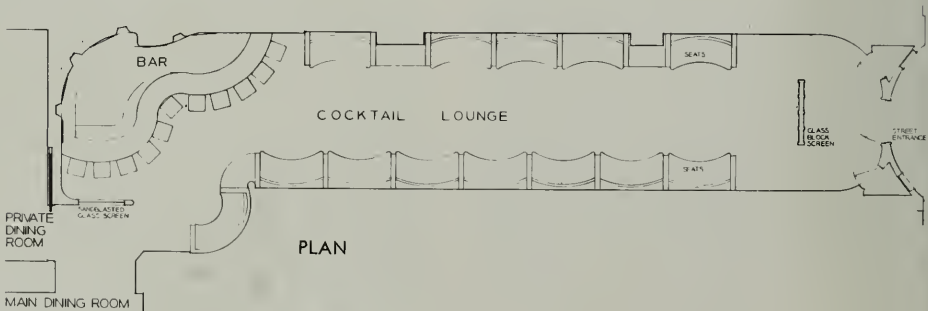 BAR
SEATS
COCKTAIL LOUNGE
GLASS
BLOCK
SCREEN
STREET
ENTRANCE
SEATS
SANDBLASTED
GLASS SCREEN
PRIVATE
DINING
ROOM
PLAN
MAIN DINING ROOM